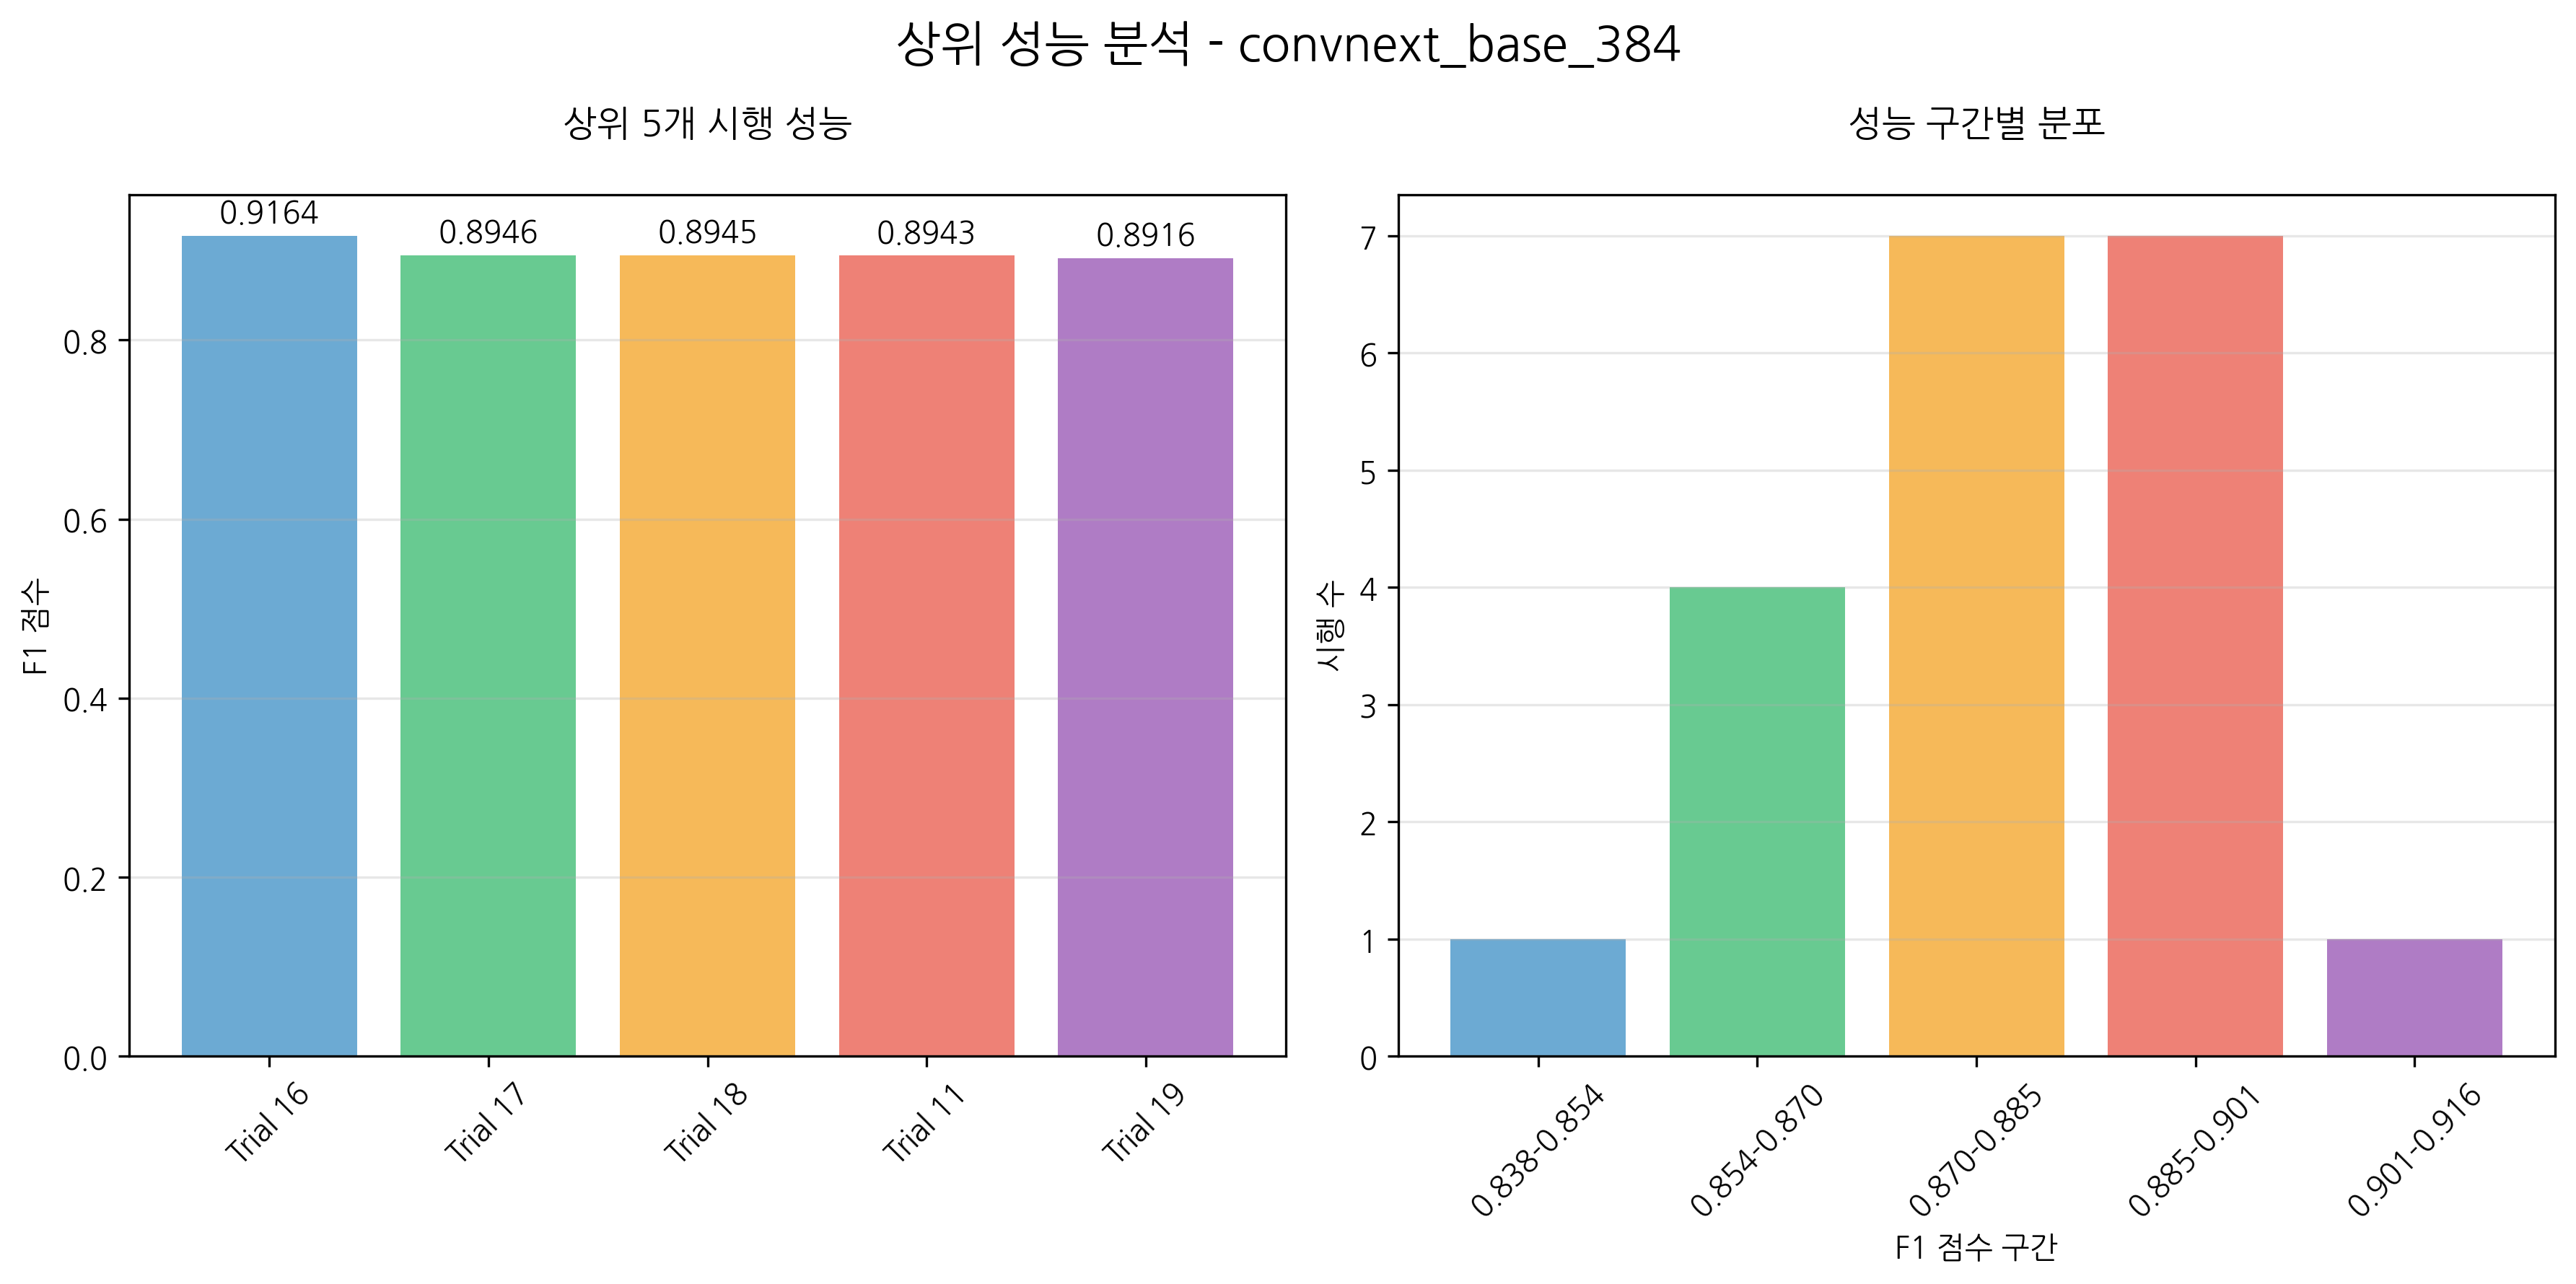 상위 성능 분석 - convnext_base_384
상위 5개 시행 성능
F1 점수
0.8
0.6
0.4
0.2
0.0
0.9164
0.8946
0.8945
0.8943
0.8916
Trial 16
Trial 17
Trial 18
Trial 11
Trial 19
성능 구간별 분포
시행 수
7
6
5
4
3
2
1
0
0.838-0.854
0.854-0.870
0.870-0.885
0.885-0.901
0.901-0.916
F1 점수 구간